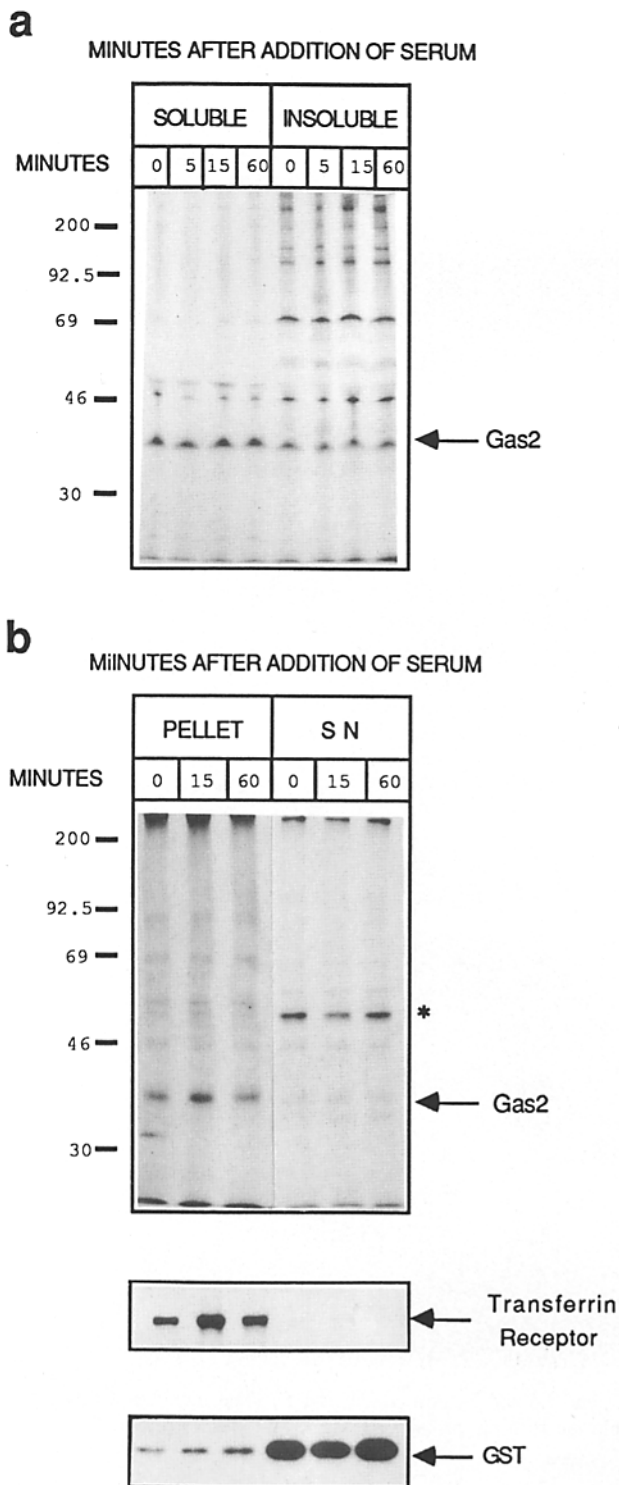 a
MINUTES AFTER ADDITION OF SERUM
SOLUBLE INSOLUBLE
MINUTES 0 5 15 60 0 5 15 60
200
92.5
69
46
Gas2
30
b
MiINUTES AFTER ADDITION OF SERUM
PELLET S N
MINUTES 0 15 60 0 15 60
200
92.5
69
*
46
Gas2
30
Transferrin
Receptor
GST